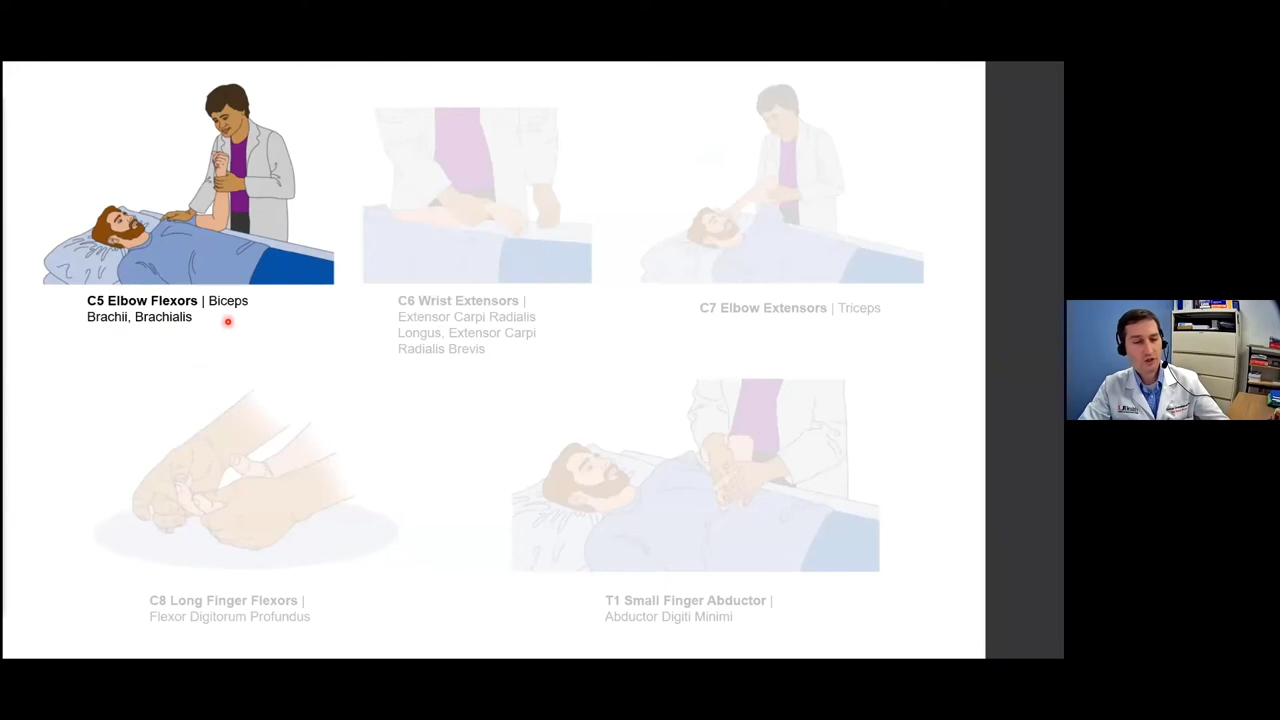 C5 Elbow Flexors | Biceps
Brachii, Brachialis
C6 Wrist Extensors |
Extensor Carpi Radialis
Longus, Extensor Carpi
Radialis Brevis
C7 Elbow Extensors | Triceps
C8 Long Finger Flexors |
Flexor Digitorum Profundus
T1 Small Finger Abductor |
Abductor Digiti Minimi